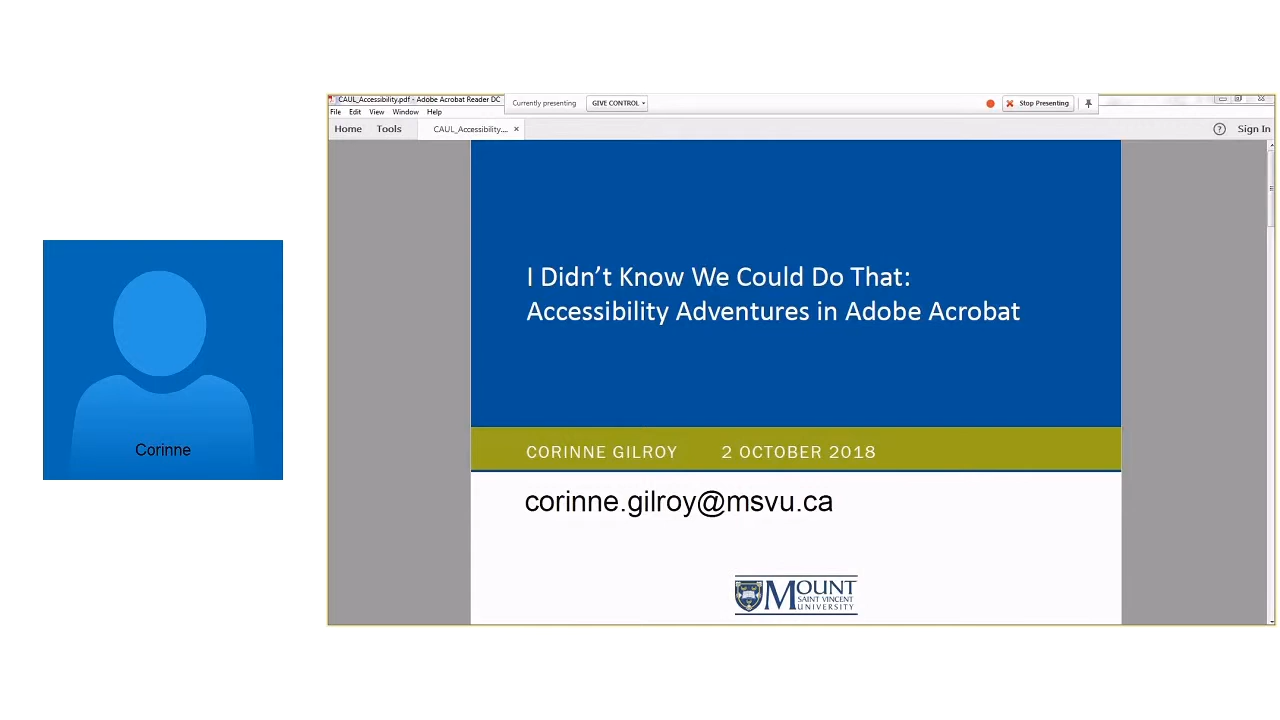 CAUL_Accessibility.pdf - Adobe Acrobat Reader DC
Currently presenting
GIVE CONTROL
Stop Presenting
File Edit View Window Help
Home Tools CAUL_Accessibility.... × ? Sign In
I Didn't Know We Could Do That:
Accessibility Adventures in Adobe Acrobat
Corinne
CORINNE GILROY 2 OCTOBER 2018
corinne.gilroy@msvu.ca
MOUNT
SAINT VINCENT
UNIVERSITY